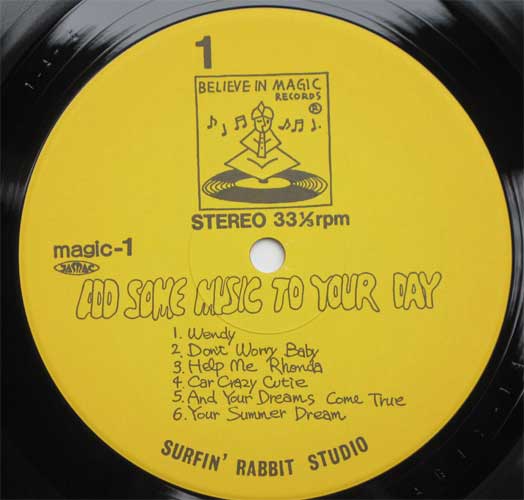 1
BELIEVE IN MAGIC
RECORDS
®
STEREO 33⅓rpm
magic-1
JASRAC
ADD SOME MUSIC TO YOUR DAY
1. Wendy
2. Don't Worry Baby
3. Help Me Rhonda
4. Car Crazy Cutie
5. And Your Dreams Come True
6. Your Summer Dream
SURFIN' RABBIT STUDIO